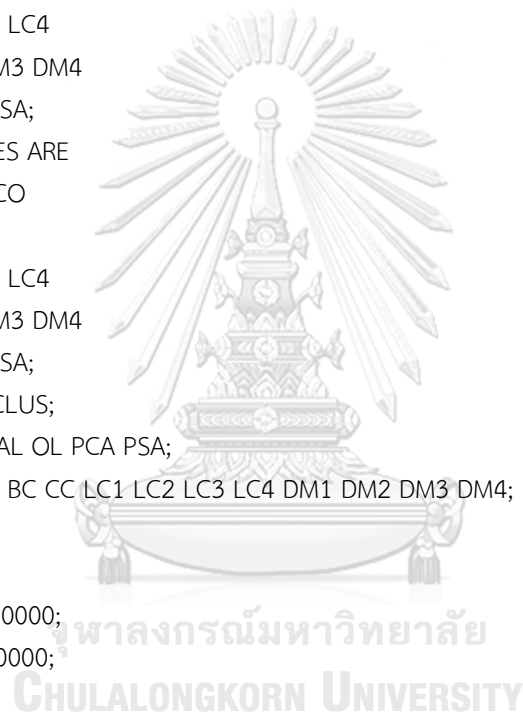 LC4
M3 DM4
SA;
ES ARE
CO
LC4
M3 DM4
SA;
CLUS;
AL OL PCA PSA;
BC CC LC1 LC2 LC3 LC4 DM1 DM2 DM3 DM4;
0000;
0000;
จุฬาลงกรณ์มหาวิทยาลัย
CHULALONGKORN UNIVERSITY